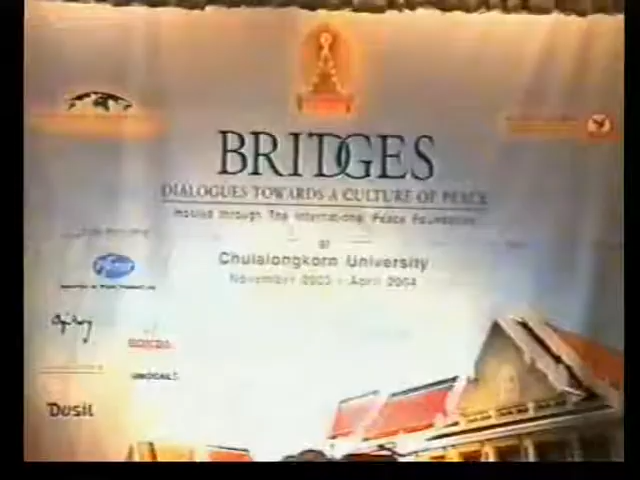 BRIDGES
DIALOGUES TOWARDS A CULTURE OF PEACE
through The International Peace Foundation
at
Chulalongkorn University
November 2003 - April 2004
Pfizer
Ogilvy
UNOCAL
Dusit